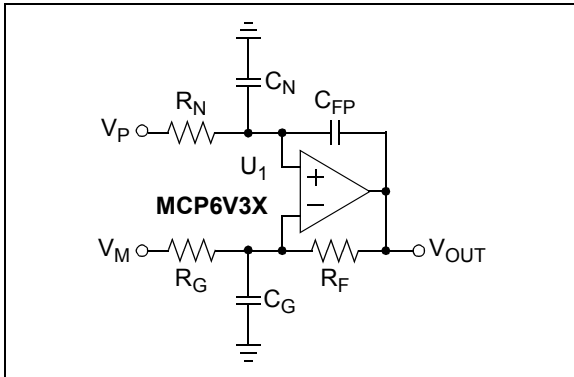 C_N
R_N
C_FP
V_P
U_1
+
MCP6V3X
−
V_M
V_OUT
R_G
R_F
C_G